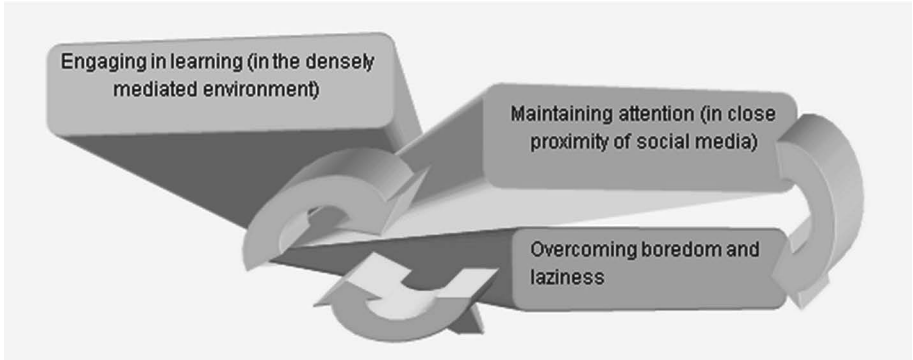 Engaging in learning (in the densely
mediated environment)
Maintaining attention (in close
proximity of social media)
Overcoming boredom and
laziness